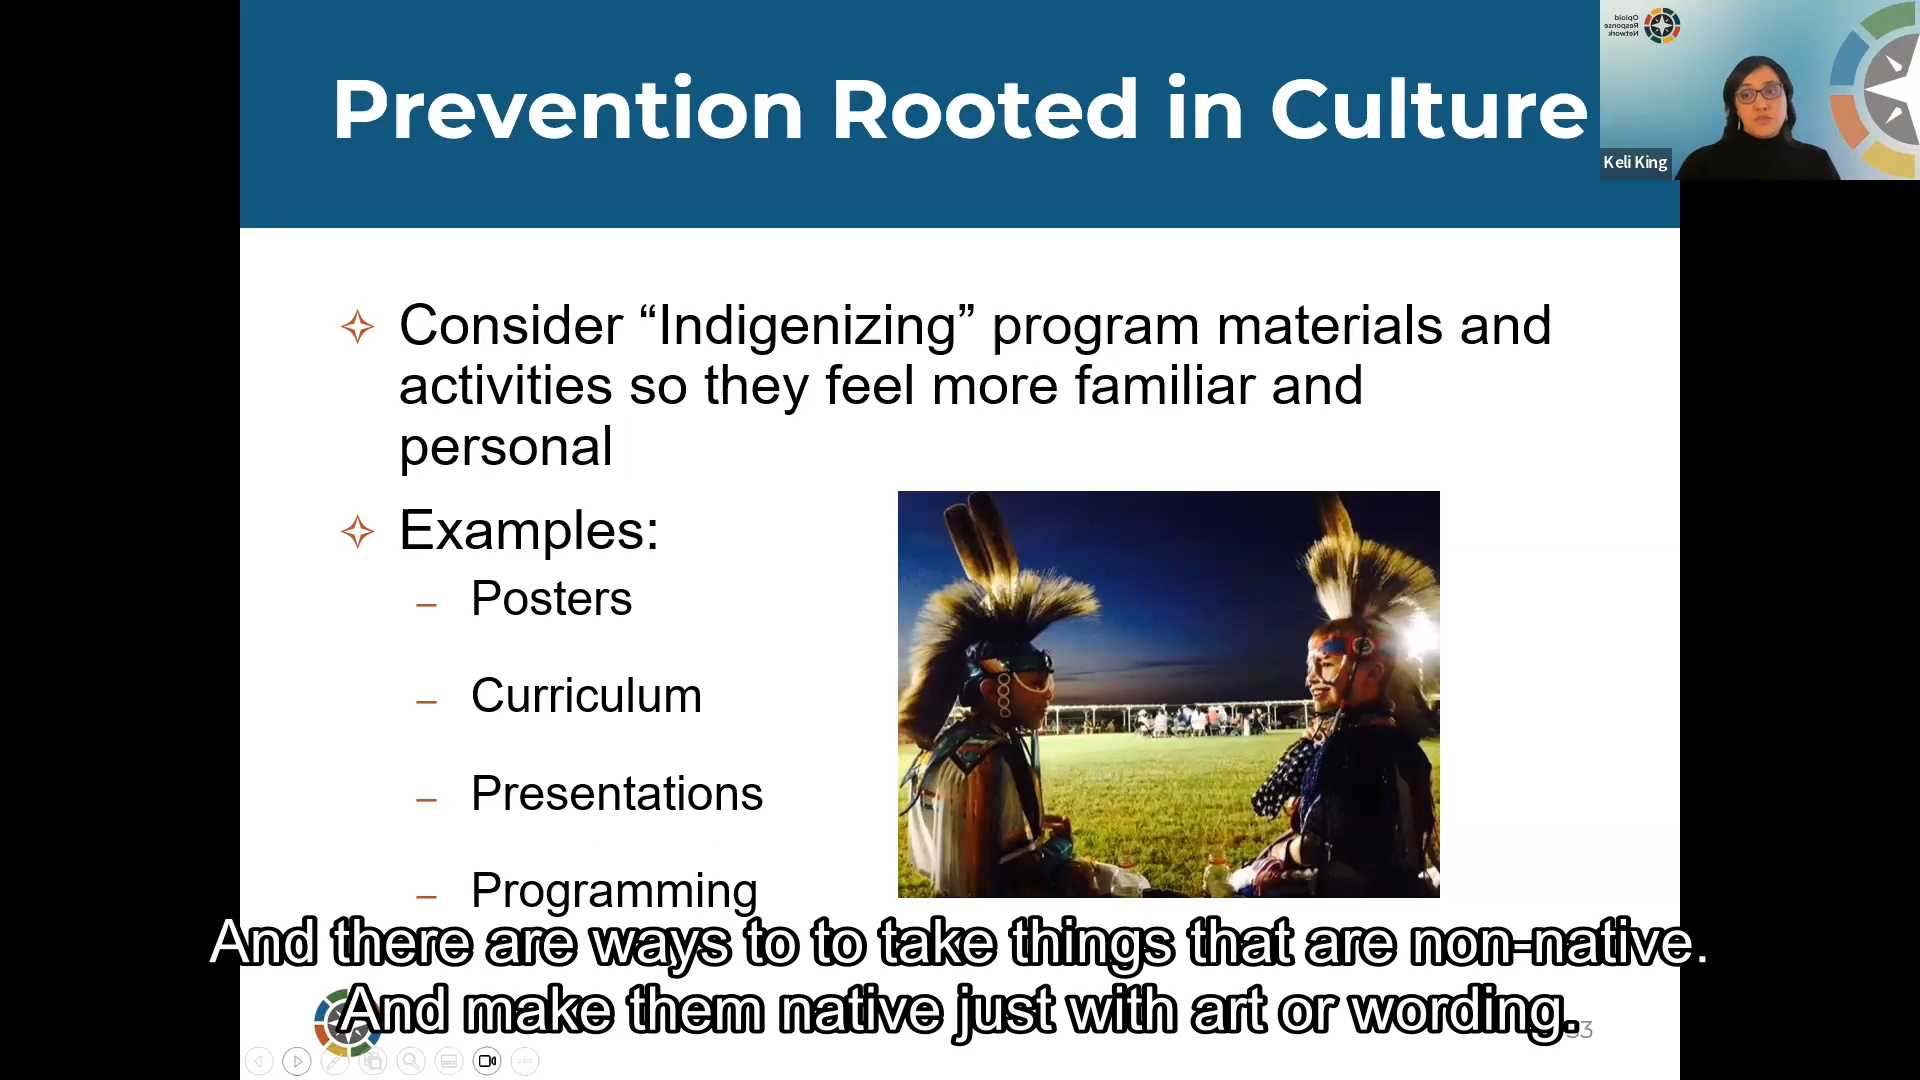 Prevention Rooted in Culture
Opioid
Response
Network
Keli King
Consider “Indigenizing” program materials and
activities so they feel more familiar and
personal
Examples:
– Posters
– Curriculum
– Presentations
– Programming
And there are ways to to take things that are non-native.
And make them native just with art or wording.